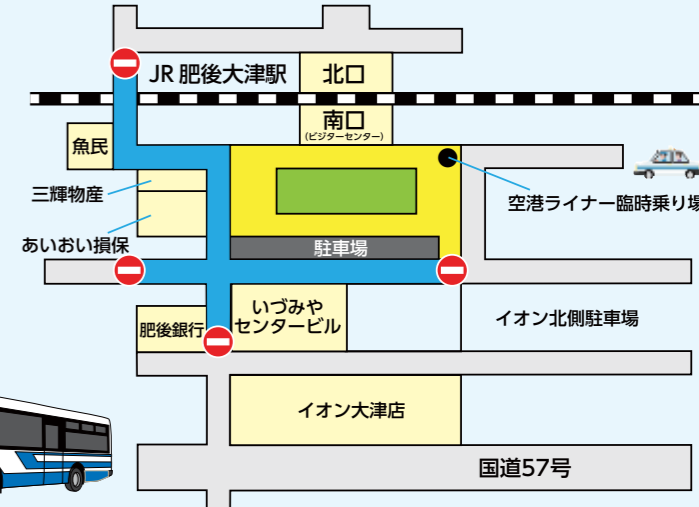 JR 肥後大津駅
北口
南口
(ビジターセンター)
魚民
三輝物産
空港ライナー臨時乗り場
あいおい損保
駐車場
いづみや
センタービル
肥後銀行
イオン北側駐車場
イオン大津店
国道57号